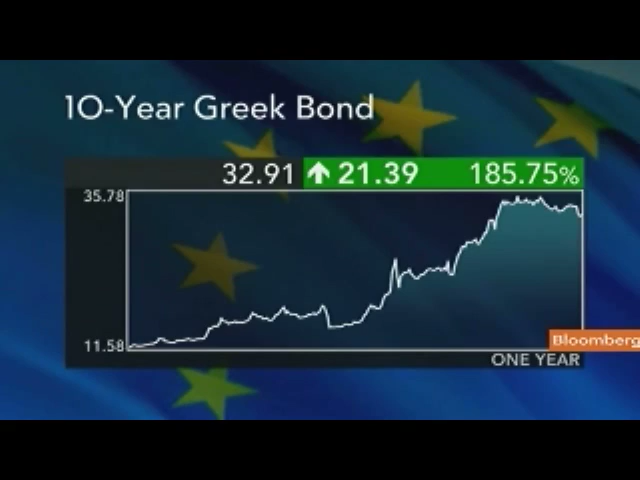 10-Year Greek Bond
32.91 ↑ 21.39 185.75%
35.78
11.58
Bloomberg
ONE YEAR